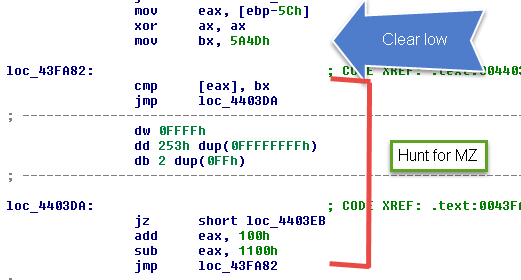 mov     eax, [ebp-5Ch]
xor     ax, ax
mov     bx, 5A4Dh
Clear low
loc_43FA82:                             ; CODE XREF: .text:004403
cmp     [eax], bx
jmp     loc_4403DA
; ---------------------------------------------------------------
dw 0FFFFh
dd 253h dup(0FFFFFFFFh)
db 2 dup(0FFh)
Hunt for MZ
; ---------------------------------------------------------------
loc_4403DA:                             ; CODE XREF: .text:0043FA
jz      short loc_4403EB
add     eax, 100h
sub     eax, 1100h
jmp     loc_43FA82